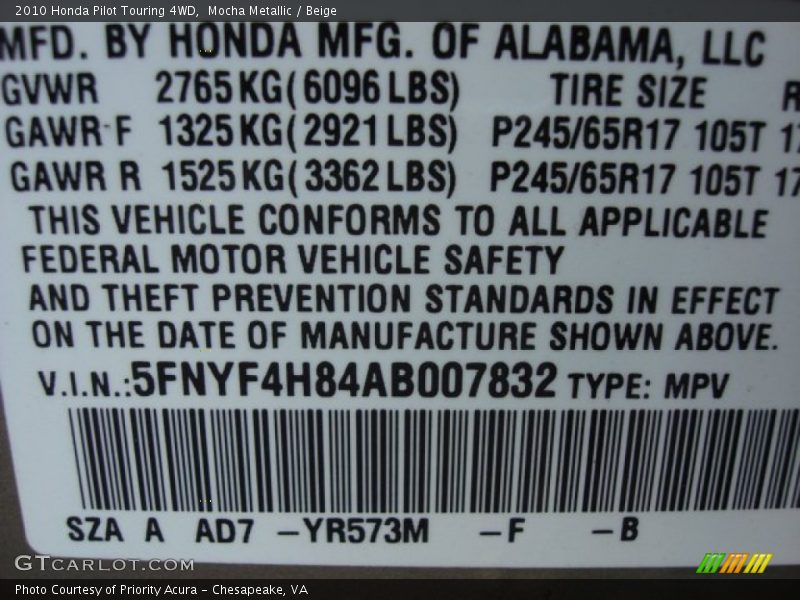 2010 Honda Pilot Touring 4WD,  Mocha Metallic / Beige
MFD. BY HONDA MFG. OF ALABAMA, LLC
GVWR 2765 KG ( 6096 LBS) TIRE SIZE
GAWR F 1325 KG ( 2921 LBS) P245/65R17 105T 17
GAWR R 1525 KG ( 3362 LBS) P245/65R17 105T 17
THIS VEHICLE CONFORMS TO ALL APPLICABLE
FEDERAL MOTOR VEHICLE SAFETY
AND THEFT PREVENTION STANDARDS IN EFFECT
ON THE DATE OF MANUFACTURE SHOWN ABOVE.
V.I.N.:5FNYF4H84AB007832 TYPE: MPV
SZA A AD7 –YR573M –F –B
GTCARLOT.COM
Photo Courtesy of Priority Acura – Chesapeake, VA